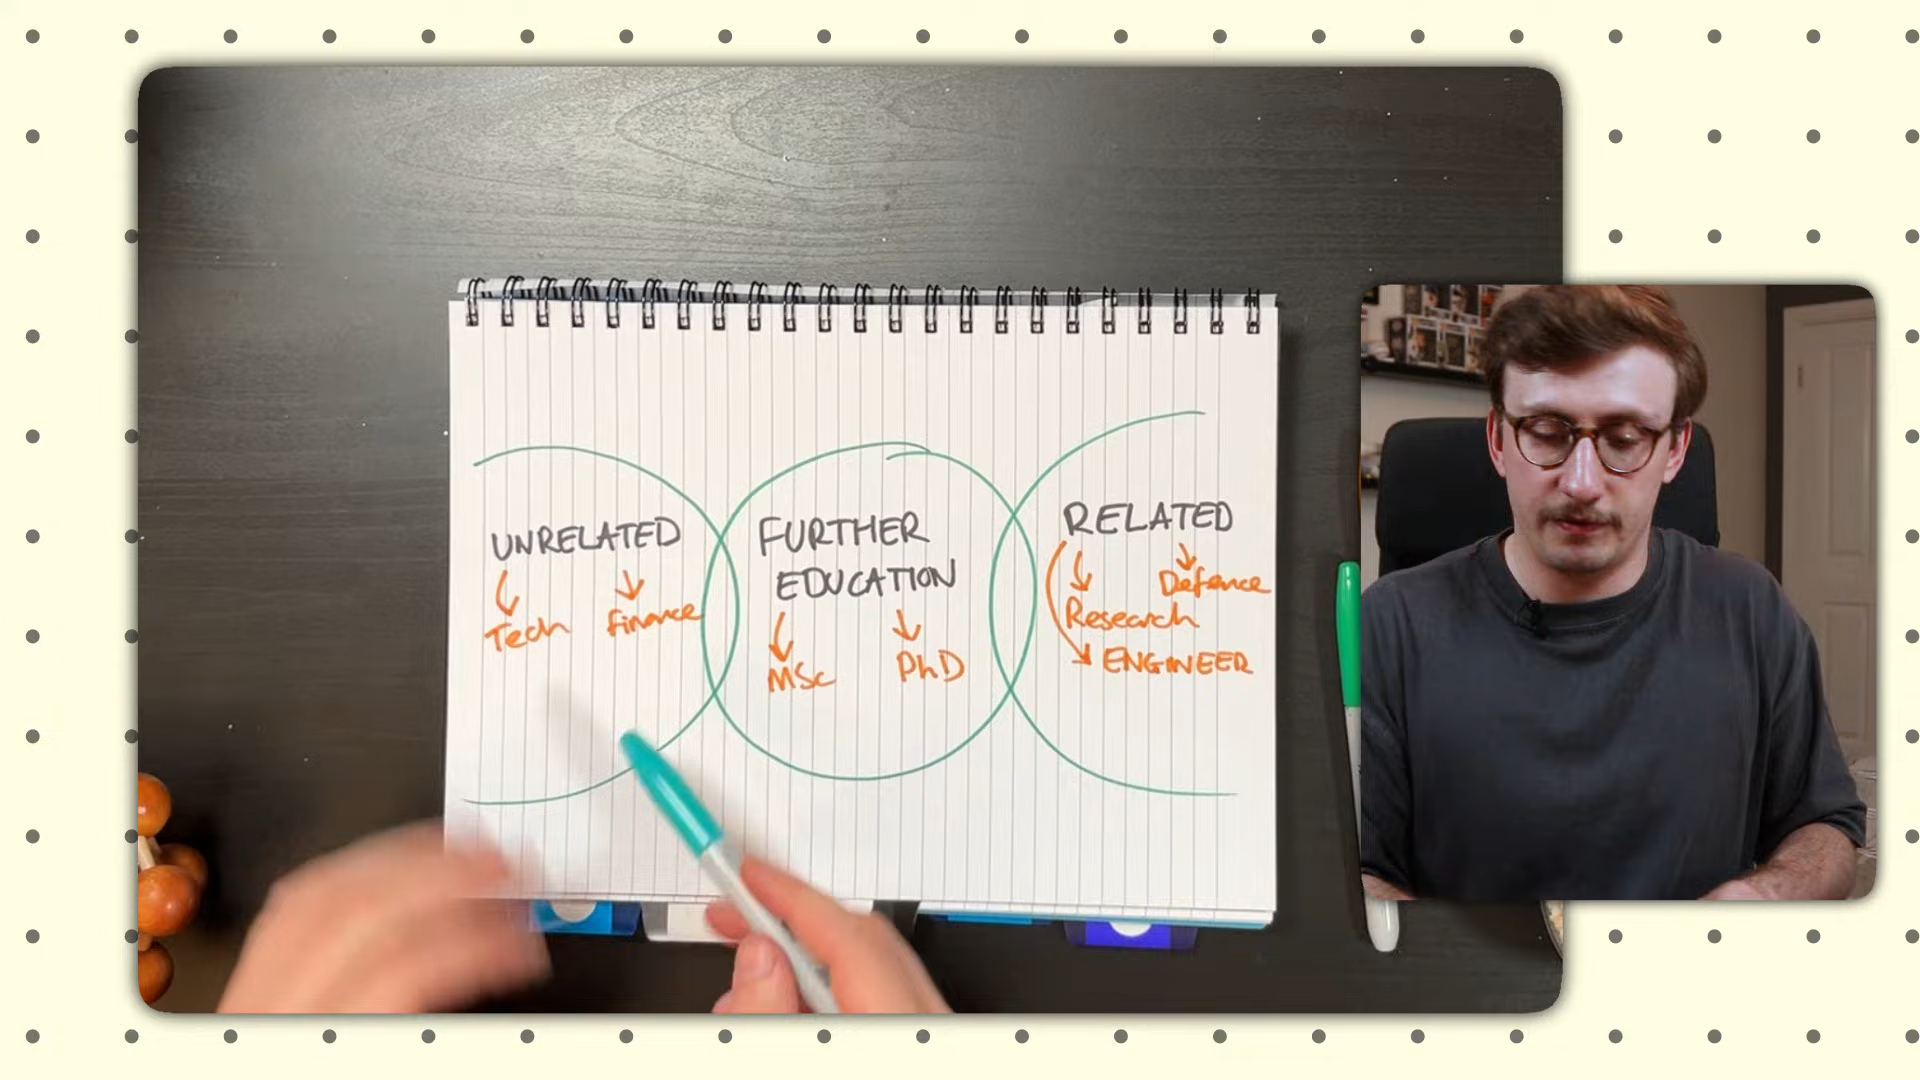 UNRELATED
Tech
finance
FURTHER
EDUCATION
MSc
PhD
RELATED
Defence
Research
ENGINEER